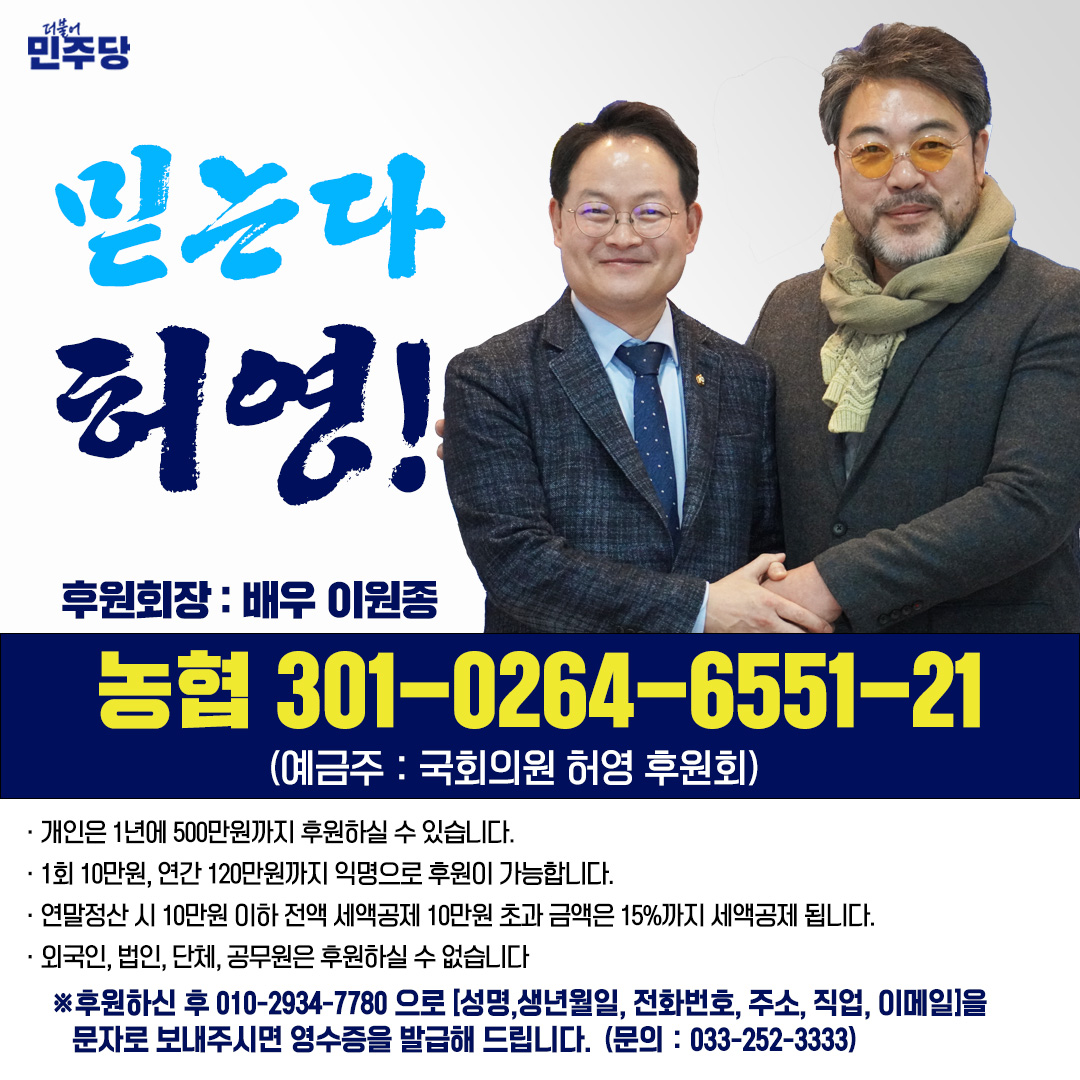 더불어
민주당
믿는다
허영!
후원회장 : 배우 이원종
농협 301-0264-6551-21
(예금주 : 국회의원 허영 후원회)
· 개인은 1년에 500만원까지 후원하실 수 있습니다.
· 1회 10만원, 연간 120만원까지 익명으로 후원이 가능합니다.
· 연말정산 시 10만원 이하 전액 세액공제 10만원 초과 금액은 15%까지 세액공제 됩니다.
· 외국인, 법인, 단체, 공무원은 후원하실 수 없습니다
※후원하신 후 010-2934-7780 으로 [성명,생년월일, 전화번호, 주소, 직업, 이메일]을
문자로 보내주시면 영수증을 발급해 드립니다. (문의 : 033-252-3333)